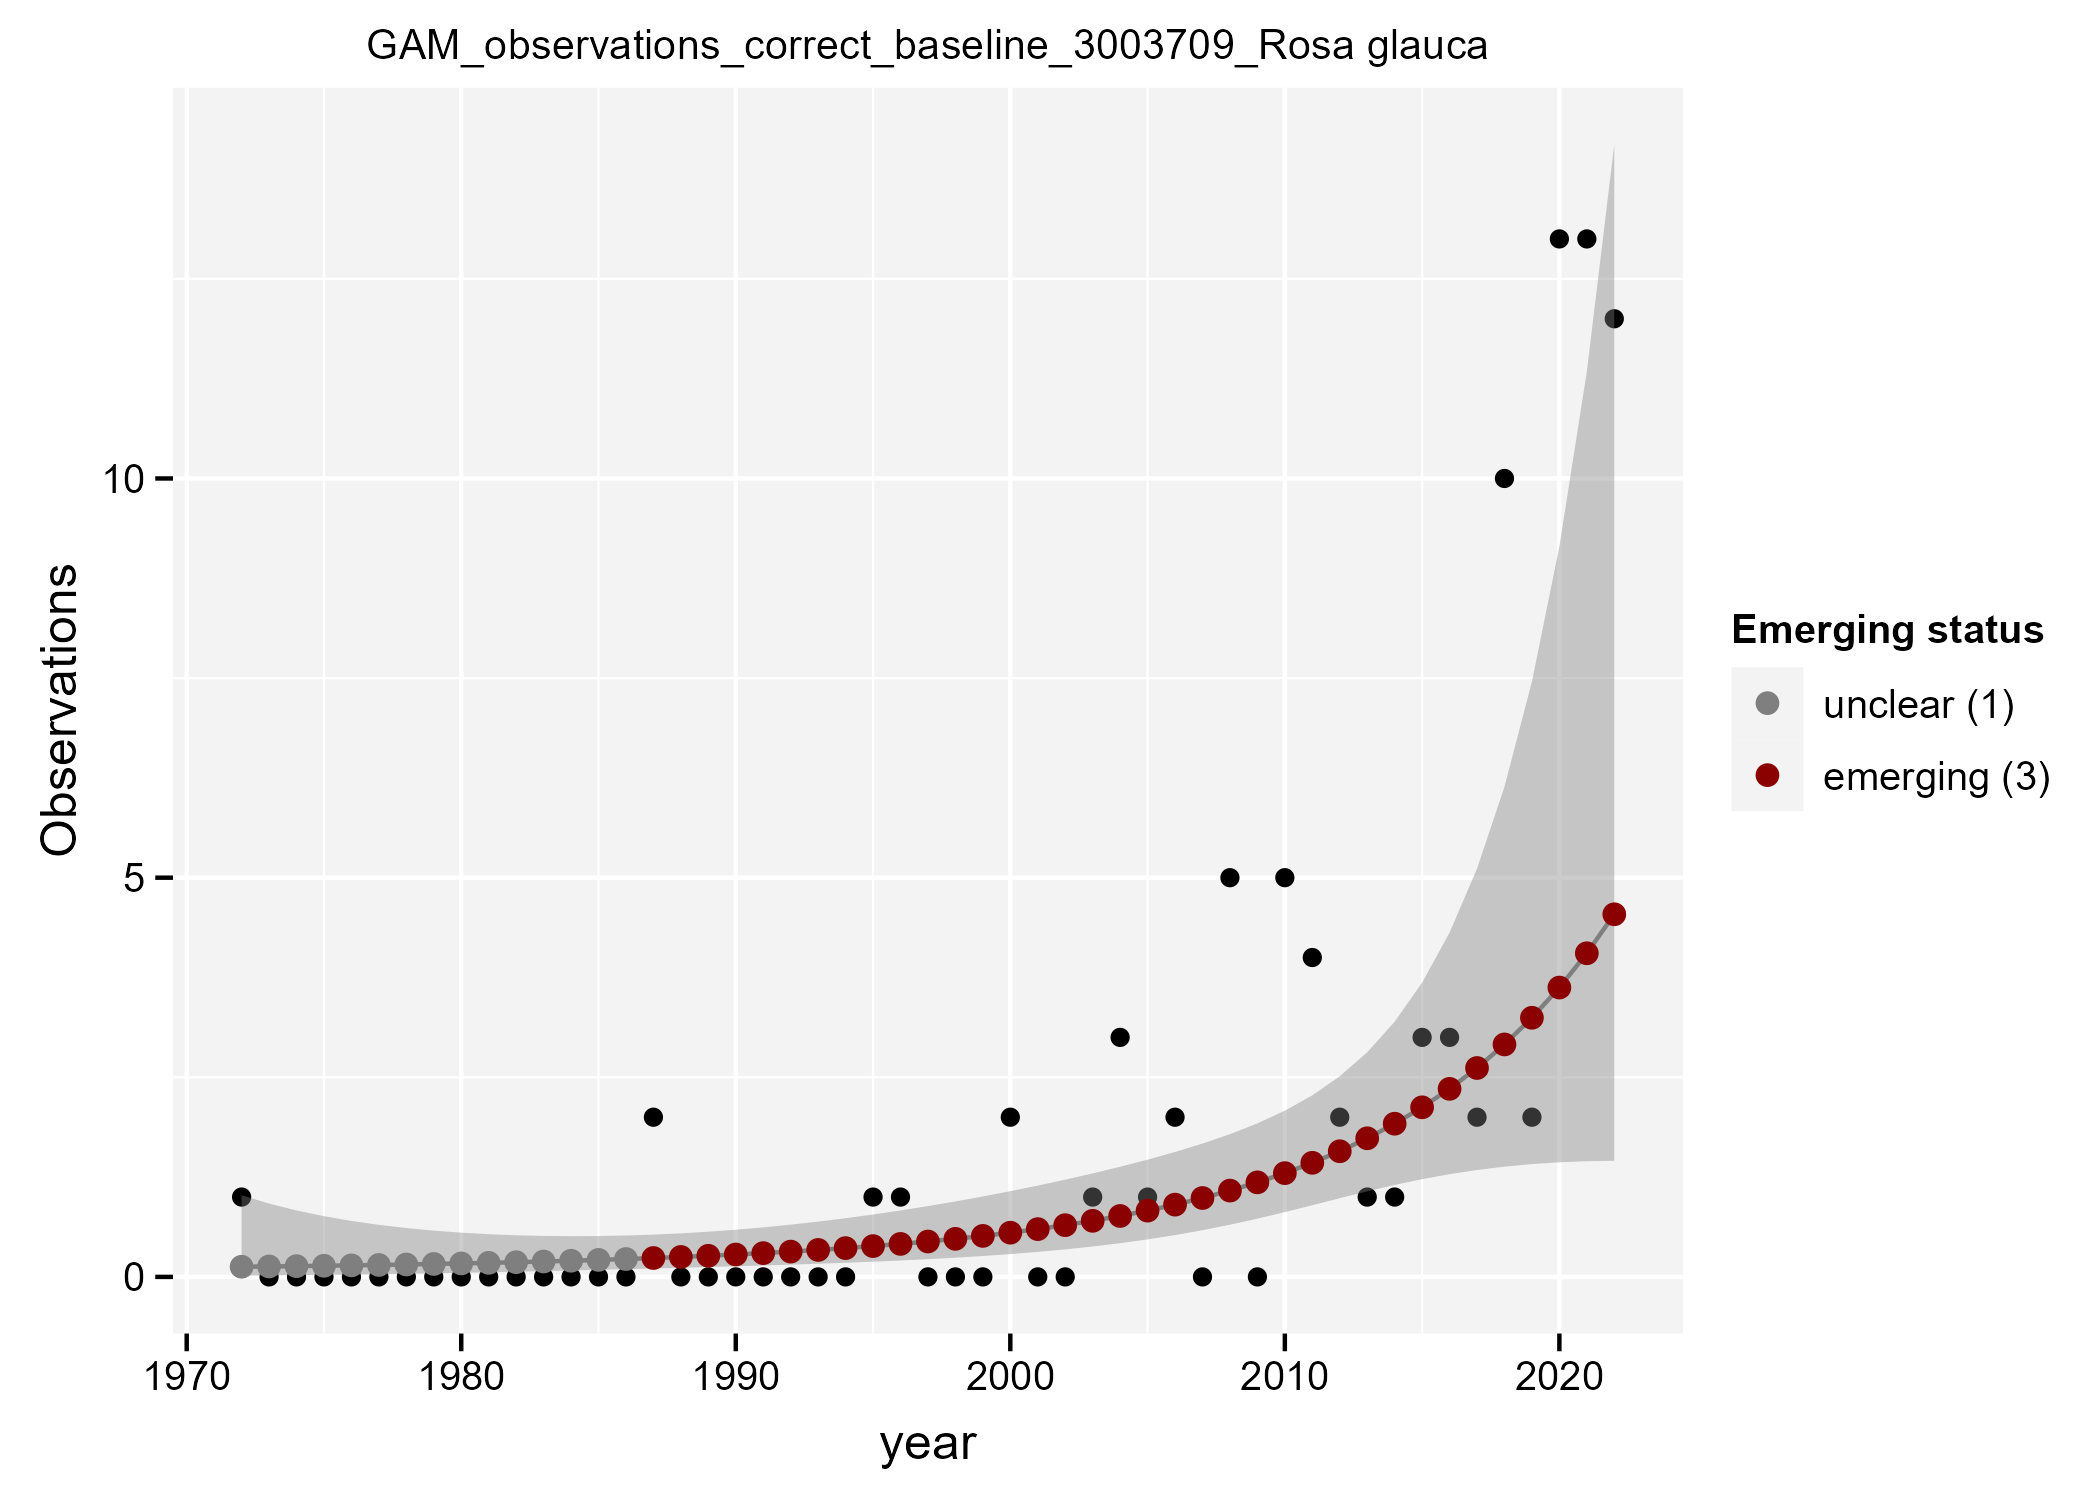 GAM_observations_correct_baseline_3003709_Rosa glauca
Observations
10
5
0
1970 1980 1990 2000 2010 2020
year
Emerging status
unclear (1)
emerging (3)